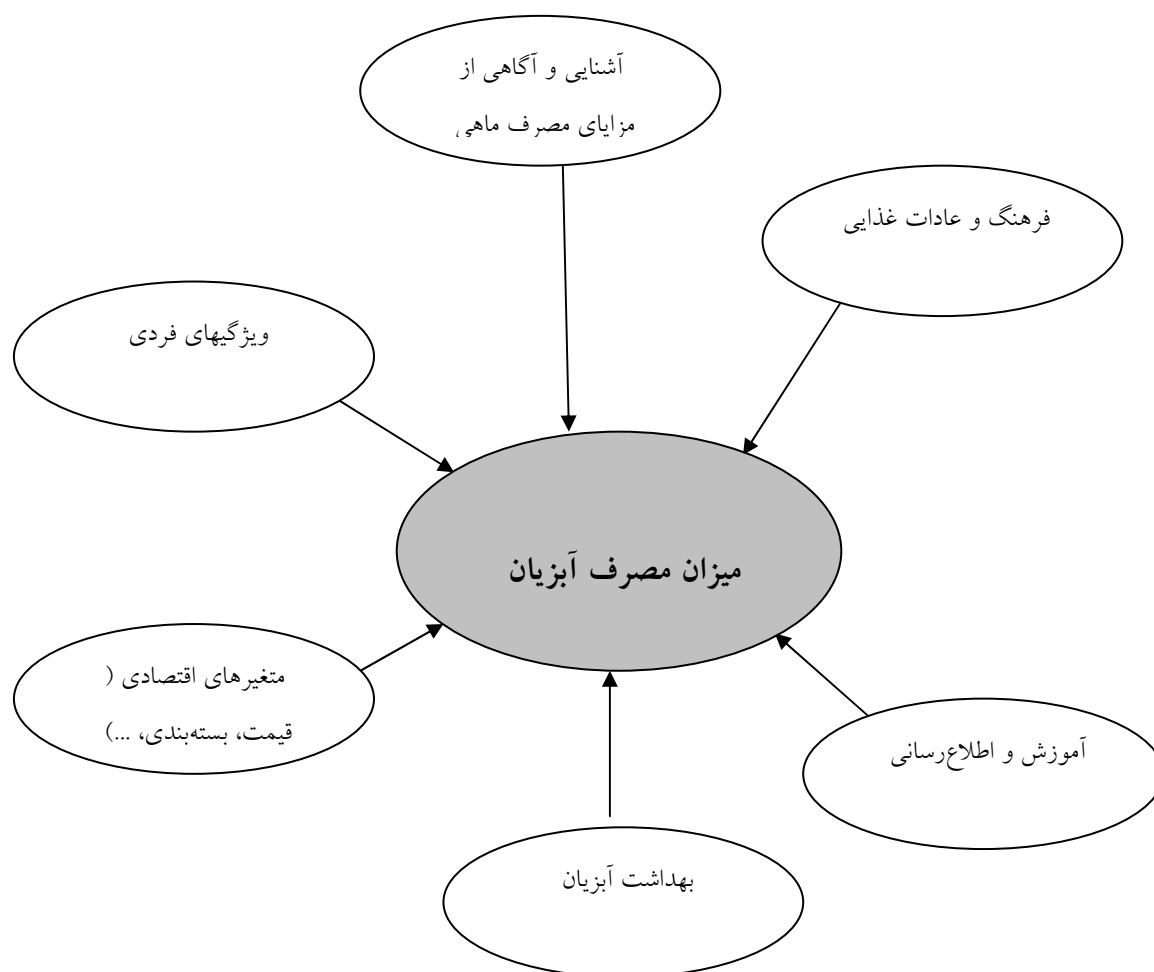 آشنایی و آگاهی از
مزایای مصرف ماهی
فرهنگ و عادات غذایی
ویژگیهای فردی
میزان مصرف آبزیان
متغیرهای اقتصادی (
قیمت، بسته‌بندی، ...)
آموزش و اطلاع‌رسانی
بهداشت آبزیان